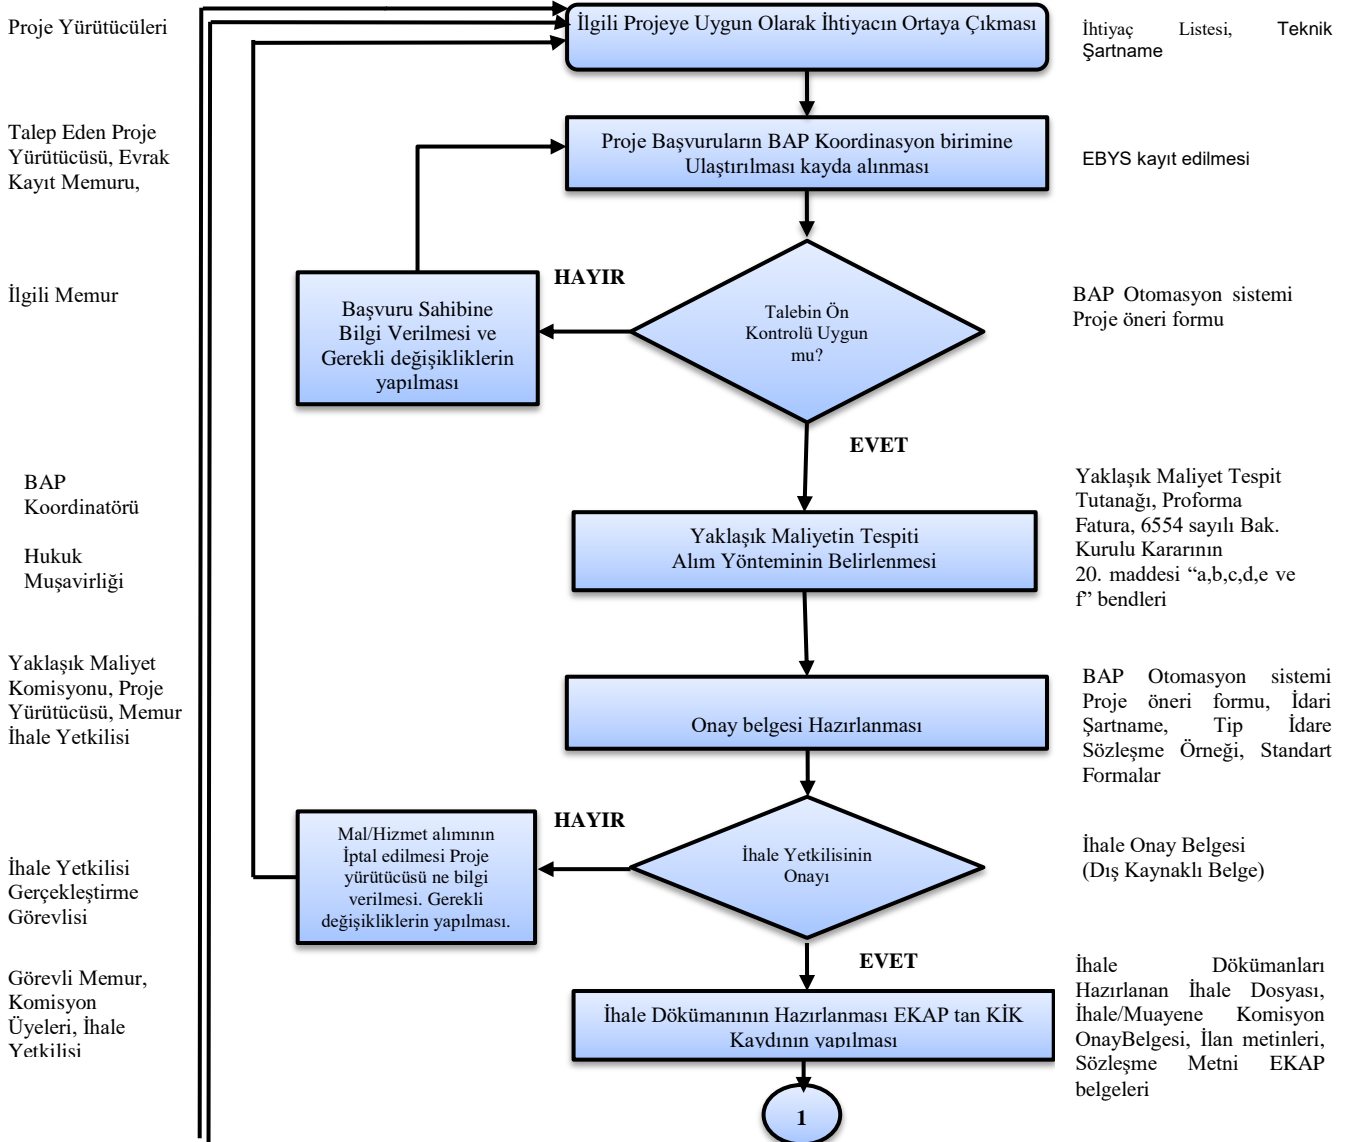 Proje Yürütücüleri
İlgili Projeye Uygun Olarak İhtiyacın Ortaya Çıkması
İhtiyaç Listesi, Teknik
Şartname
Talep Eden Proje
Yürütücüsü, Evrak
Kayıt Memuru,
Proje Başvuruların BAP Koordinasyon birimine
Ulaştırılması kayda alınması
EBYS kayıt edilmesi
İlgili Memur
HAYIR
Başvuru Sahibine
Bilgi Verilmesi ve
Gerekli değişikliklerin
yapılması
Talebin Ön
Kontrolü Uygun
mu?
BAP Otomasyon sistemi
Proje öneri formu
EVET
BAP
Koordinatörü
Hukuk
Muşavirliği
Yaklaşık Maliyetin Tespiti
Alım Yönteminin Belirlenmesi
Yaklaşık Maliyet Tespit
Tutanağı, Proforma
Fatura, 6554 sayılı Bak.
Kurulu Kararının
20. maddesi “a,b,c,d,e ve
f” bendleri
Yaklaşık Maliyet
Komisyonu, Proje
Yürütücüsü, Memur
İhale Yetkilisi
Onay belgesi Hazırlanması
BAP Otomasyon sistemi
Proje öneri formu, İdari
Şartname, Tip İdare
Sözleşme Örneği, Standart
Formalar
HAYIR
Mal/Hizmet alımının
İptal edilmesi Proje
yürütücüsü ne bilgi
verilmesi. Gerekli
değişikliklerin yapılması.
İhale Yetkilisinin
Onayı
İhale Onay Belgesi
(Dış Kaynaklı Belge)
İhale Yetkilisi
Gerçekleştirme
Görevlisi
EVET
Görevli Memur,
Komisyon
Üyeleri, İhale
Yetkilisi
İhale Dökümanının Hazırlanması EKAP tan KİK
Kaydının yapılması
İhale Dökümanları
Hazırlanan İhale Dosyası,
İhale/Muayene Komisyon
OnayBelgesi, İlan metinleri,
Sözleşme Metni EKAP
belgeleri
1